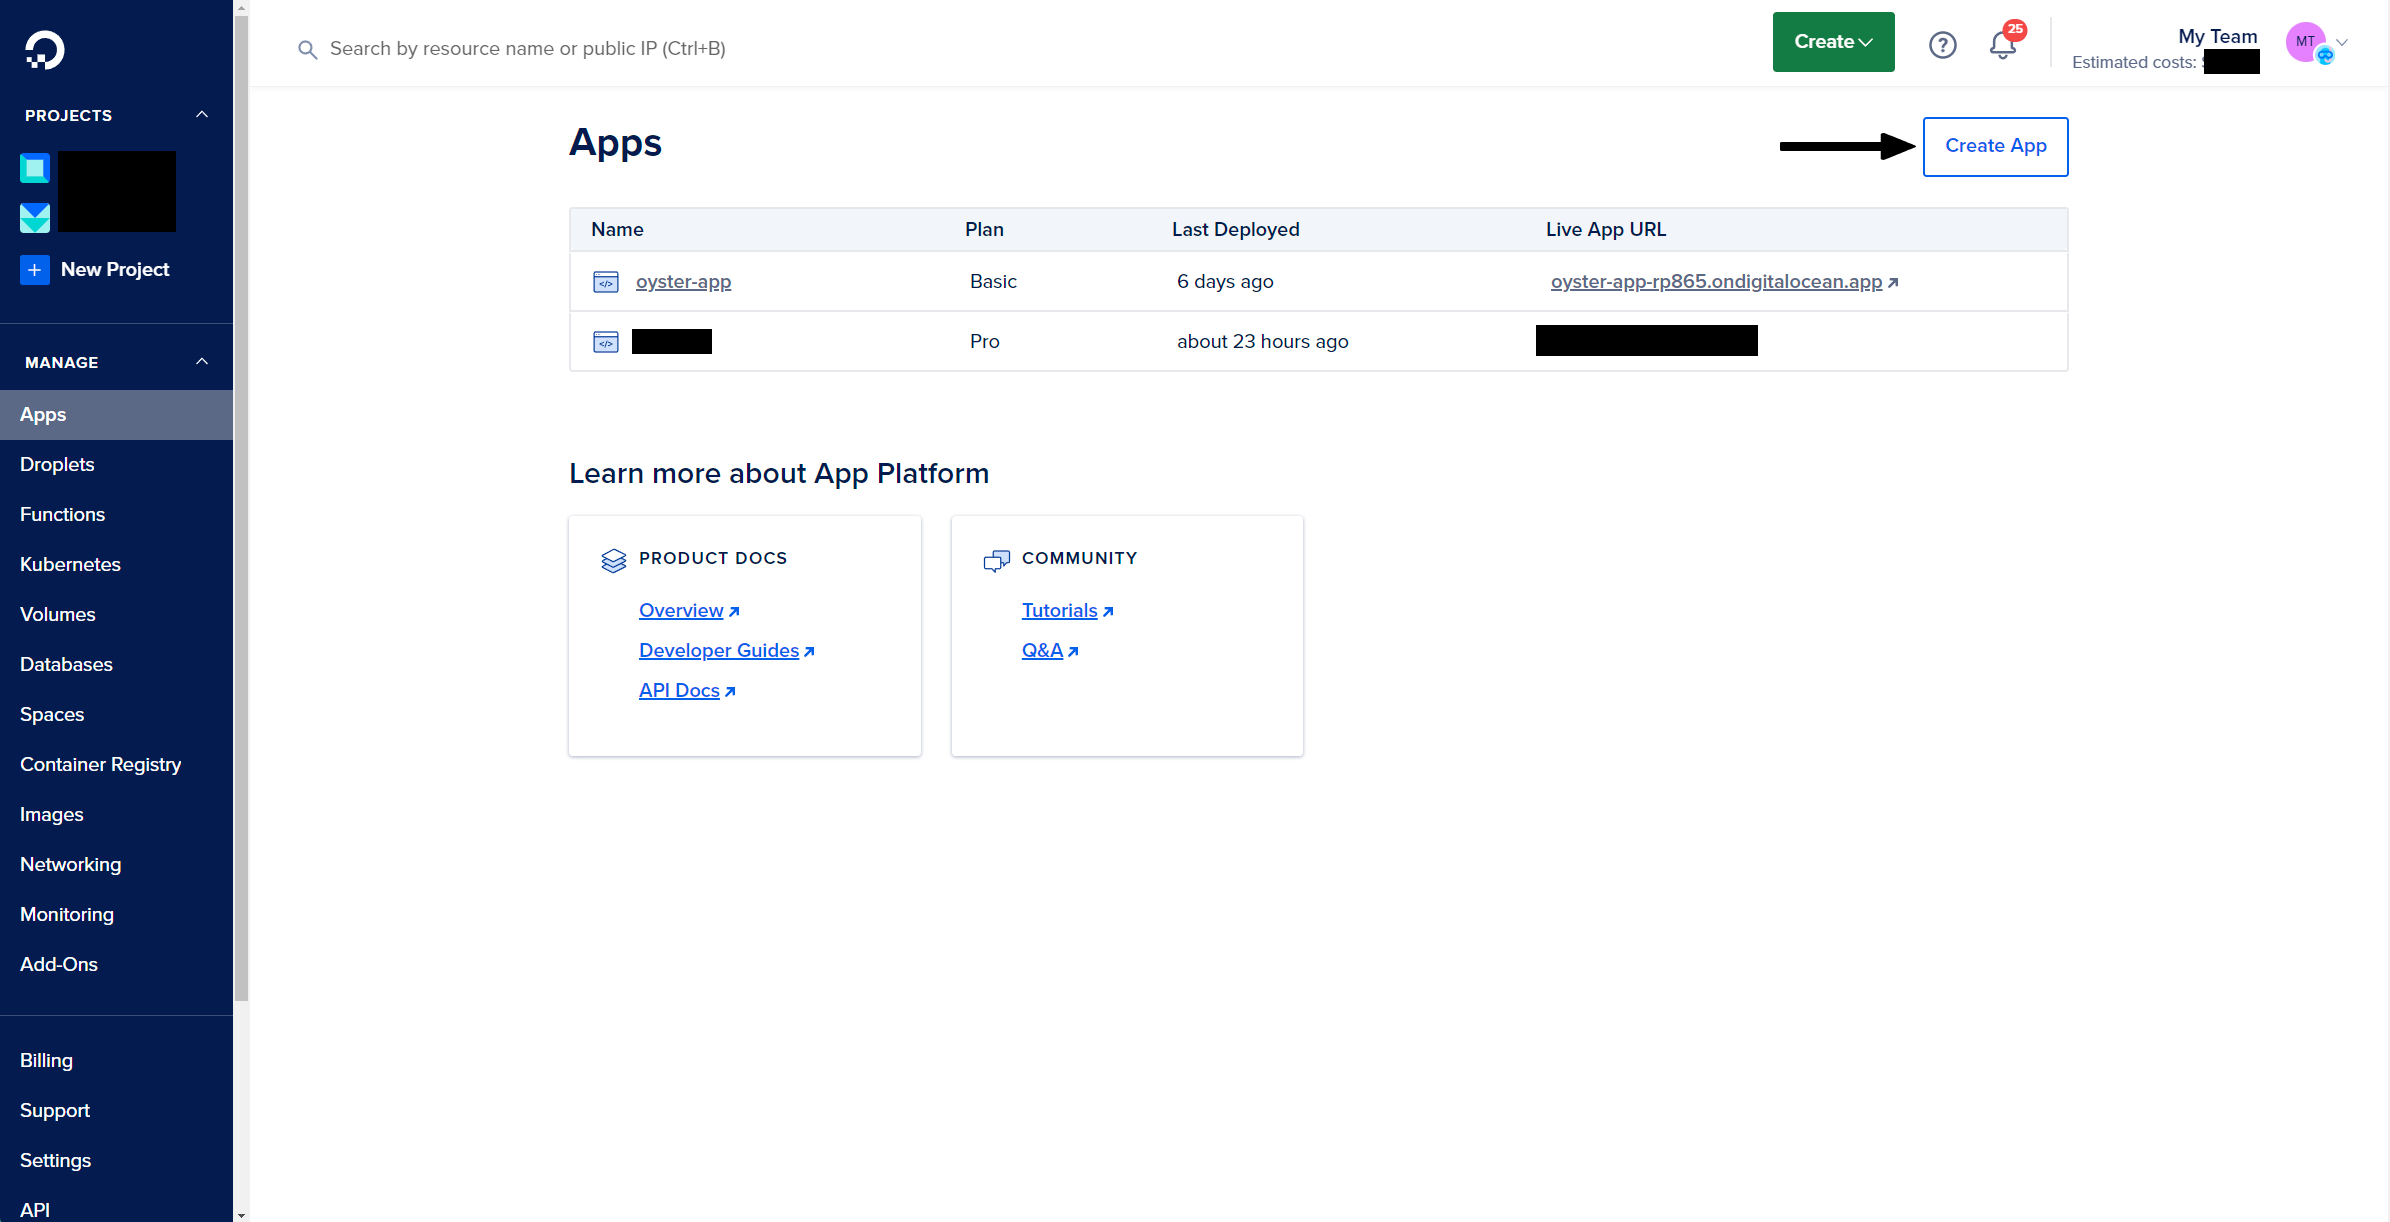 Search by resource name or public IP (Ctrl+B)
Create
?
25
My Team
Estimated costs:
MT
PROJECTS
New Project
MANAGE
Apps
Droplets
Functions
Kubernetes
Volumes
Databases
Spaces
Container Registry
Images
Networking
Monitoring
Add-Ons
Billing
Support
Settings
API
Apps
Create App
Name Plan Last Deployed Live App URL
oyster-app Basic 6 days ago oyster-app-rp865.ondigitalocean.app
Pro about 23 hours ago
Learn more about App Platform
PRODUCT DOCS
Overview
Developer Guides
API Docs
COMMUNITY
Tutorials
Q&A